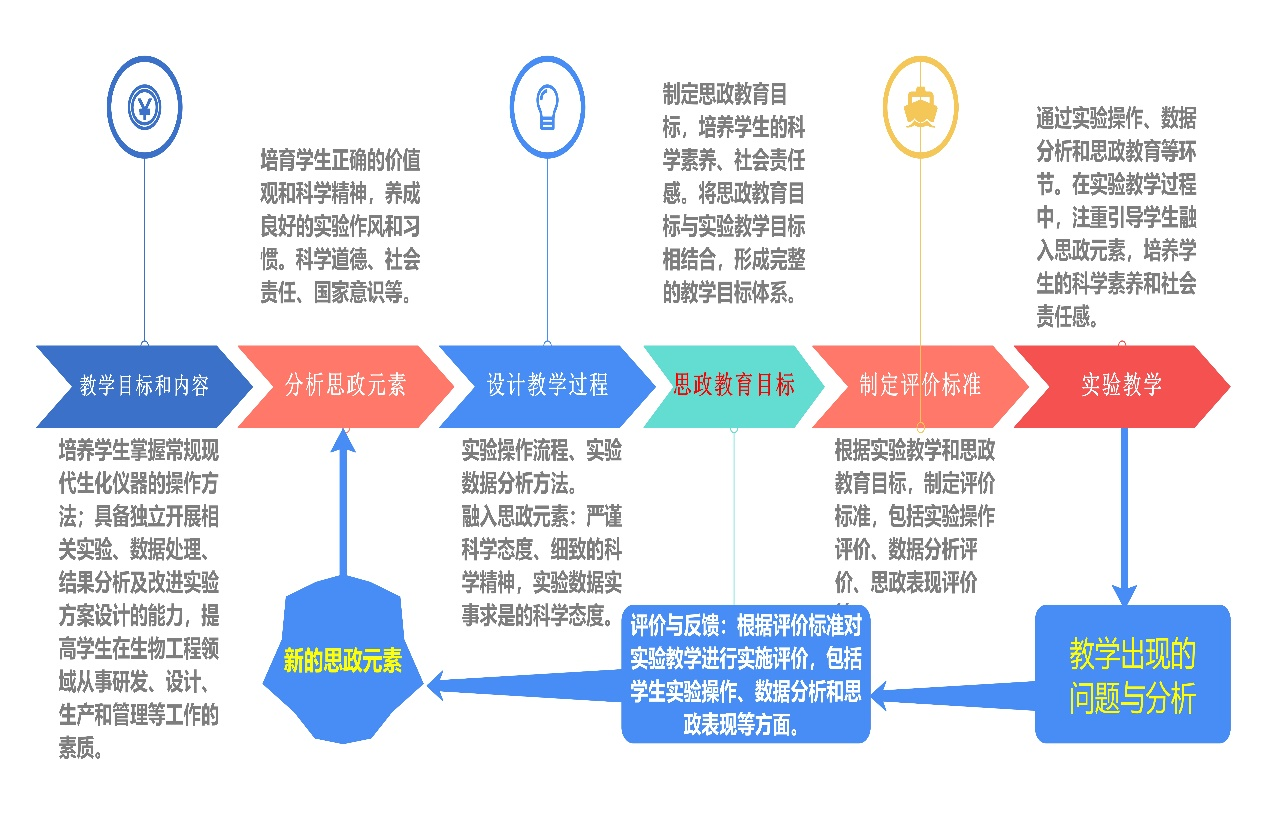 培育学生正确的价值
观和科学精神，养成
良好的实验作风和习
惯。科学道德、社会
责任、国家意识等。
制定思政教育目
标，培养学生的科
学素养、社会责任
感。将思政教育目
标与实验教学目标
相结合，形成完整
的教学目标体系。
通过实验操作、数据
分析和思政教育等环
节。在实验教学过程
中，注重引导学生融
入思政元素，培养学
生的科学素养和社会
责任感。
教学目标和内容
分析思政元素
设计教学过程
思政教育目标
制定评价标准
实验教学
培养学生掌握常规现
代生化仪器的操作方
法；具备独立开展相
关实验、数据处理、
结果分析及改进实验
方案设计的能力，提
高学生在生物工程领
域从事研发、设计、
生产和管理等工作的
素质。
实验操作流程、实验
数据分析方法。
融入思政元素：严谨
科学态度、细致的科
学精神，实验数据实
事求是的科学态度。
根据实验教学和思政
教育目标，制定评价
标准，包括实验操作
评价、数据分析评
价、思政表现评价
新的思政元素
评价与反馈：根据评价标准对
实验教学进行实施评价，包括
学生实验操作、数据分析和思
政表现等方面。
教学出现的
问题与分析